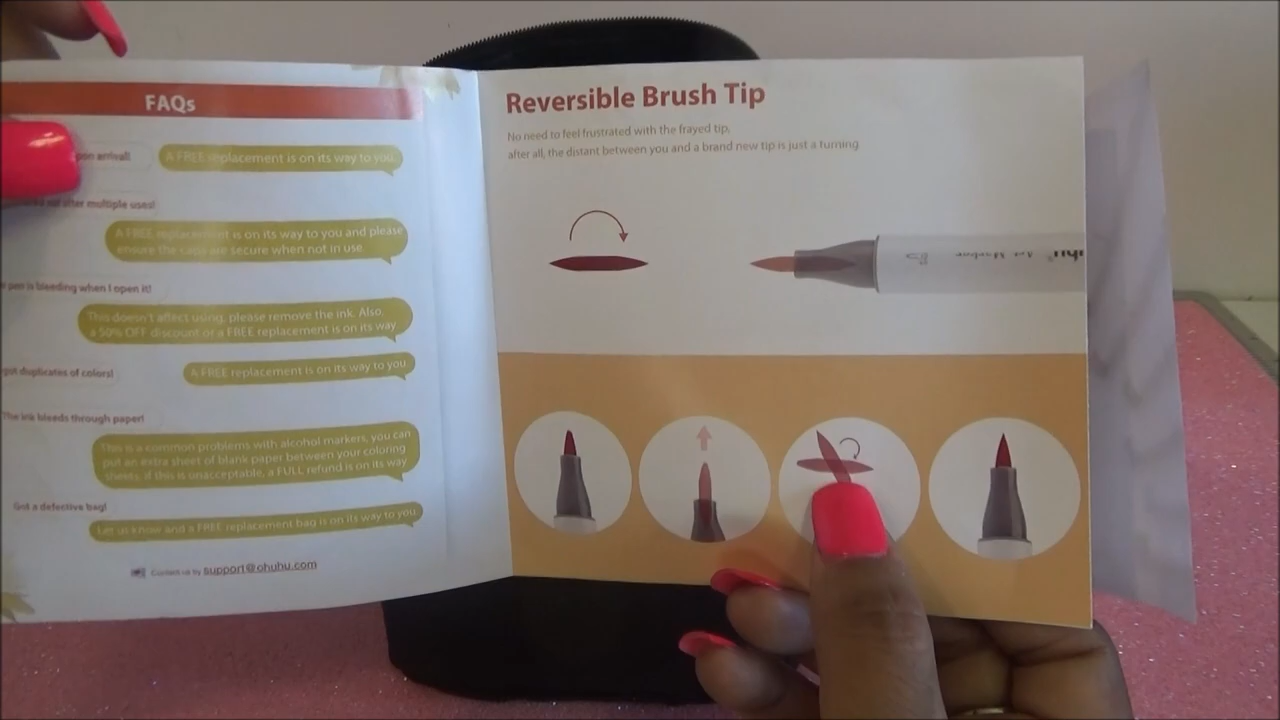 FAQs
pon arrival!
A FREE replacement is on its way to you.
out after multiple uses!
A FREE replacement is on its way to you and please
ensure the caps are secure when not in use.
pen is bleeding when I open it!
This doesn't affect using, please remove the ink. Also,
a 50% OFF discount or a FREE replacement is on its way
got duplicates of colors!
A FREE replacement is on its way to you.
The ink bleeds through paper!
This is a common problems with alcohol markers, you can
put an extra sheet of blank paper between your coloring
sheets, if this is unacceptable, a FULL refund is on its way
Got a defective bag!
Let us know and a FREE replacement bag is on its way to you.
Contact us by support@ohuhu.com
Reversible Brush Tip
No need to feel frustrated with the frayed tip,
after all, the distant between you and a brand new tip is just a turning
Art Marker